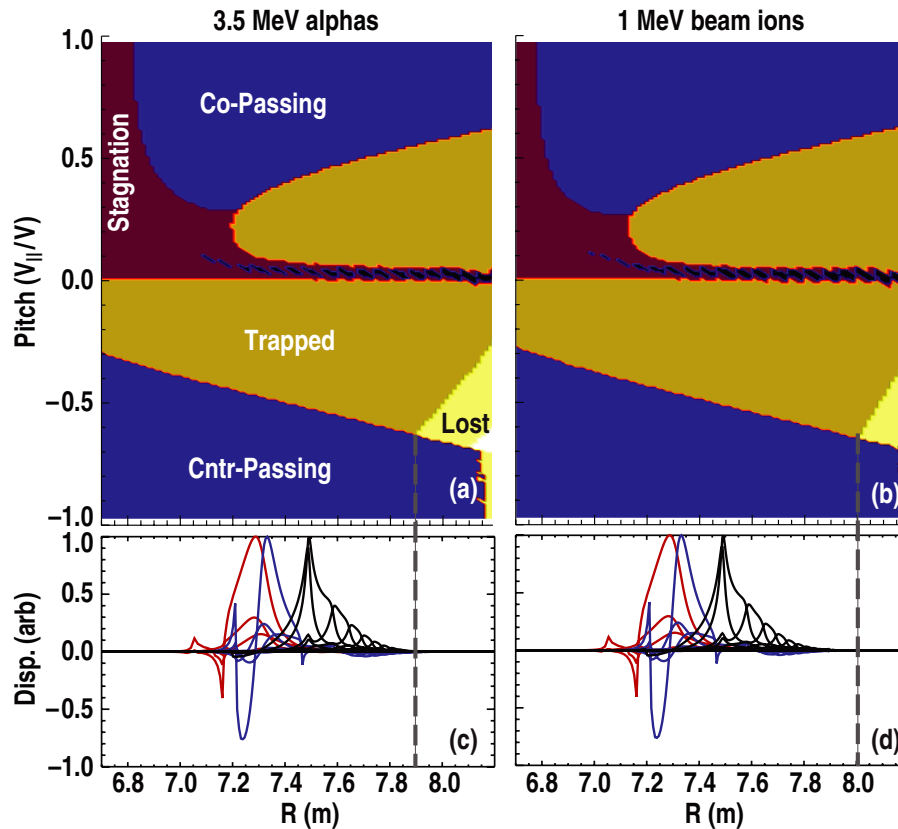 3.5 MeV alphas
1 MeV beam ions
Pitch (V||/V)
1.0
0.5
0.0
−0.5
−1.0
Stagnation
Co-Passing
Trapped
Lost
Cntr-Passing
(a)
(b)
Disp. (arb)
1.0
0.5
0.0
−0.5
−1.0
(c)
(d)
6.8 7.0 7.2 7.4 7.6 7.8 8.0
R (m)
6.8 7.0 7.2 7.4 7.6 7.8 8.0
R (m)